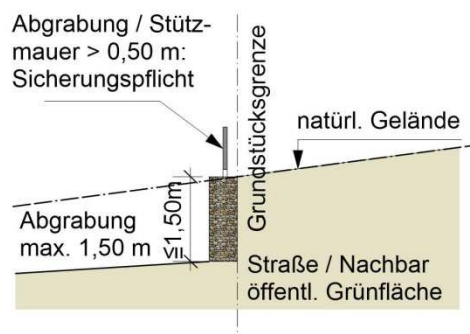 Abgrabung / Stütz-
mauer > 0,50 m:
Sicherungspflicht
Grundstücksgrenze
natürl. Gelände
Abgrabung
max. 1,50 m
≦1,50m
Straße / Nachbar
öffentl. Grünfläche